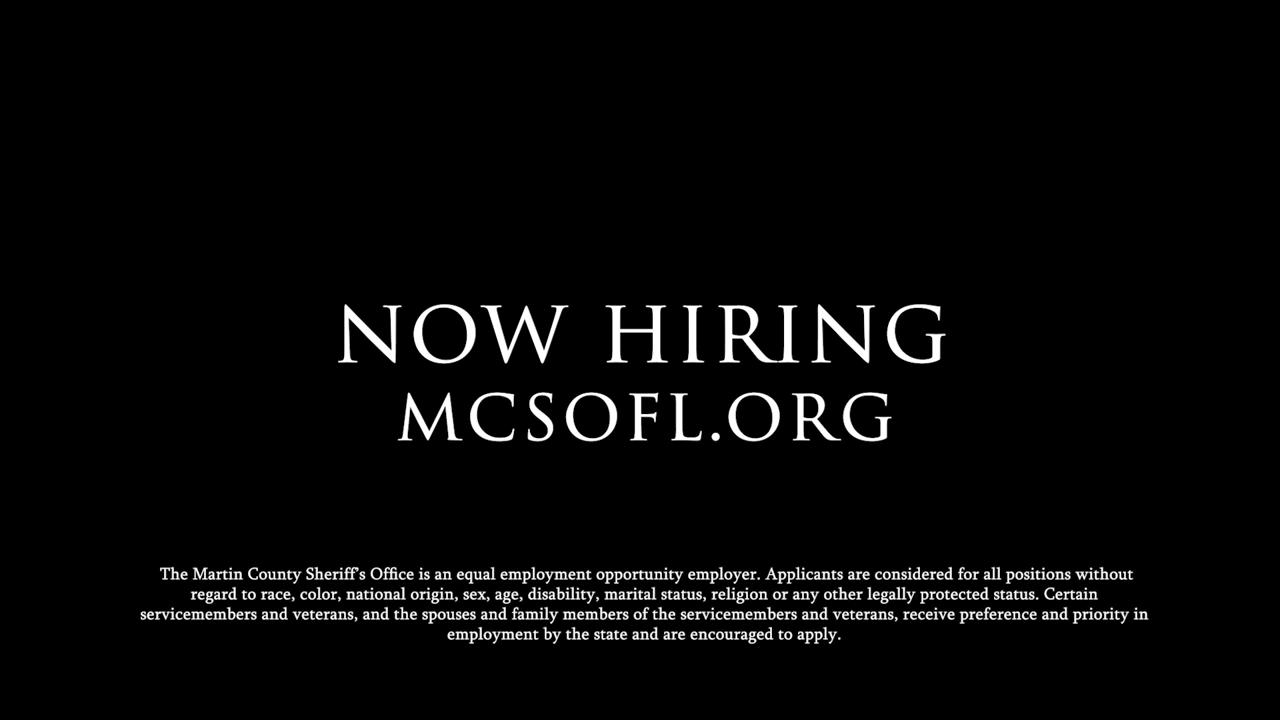 NOW HIRING
MCSOFL.ORG
The Martin County Sheriff's Office is an equal employment opportunity employer. Applicants are considered for all positions without
regard to race, color, national origin, sex, age, disability, marital status, religion or any other legally protected status. Certain
servicemembers and veterans, and the spouses and family members of the servicemembers and veterans, receive preference and priority in
employment by the state and are encouraged to apply.